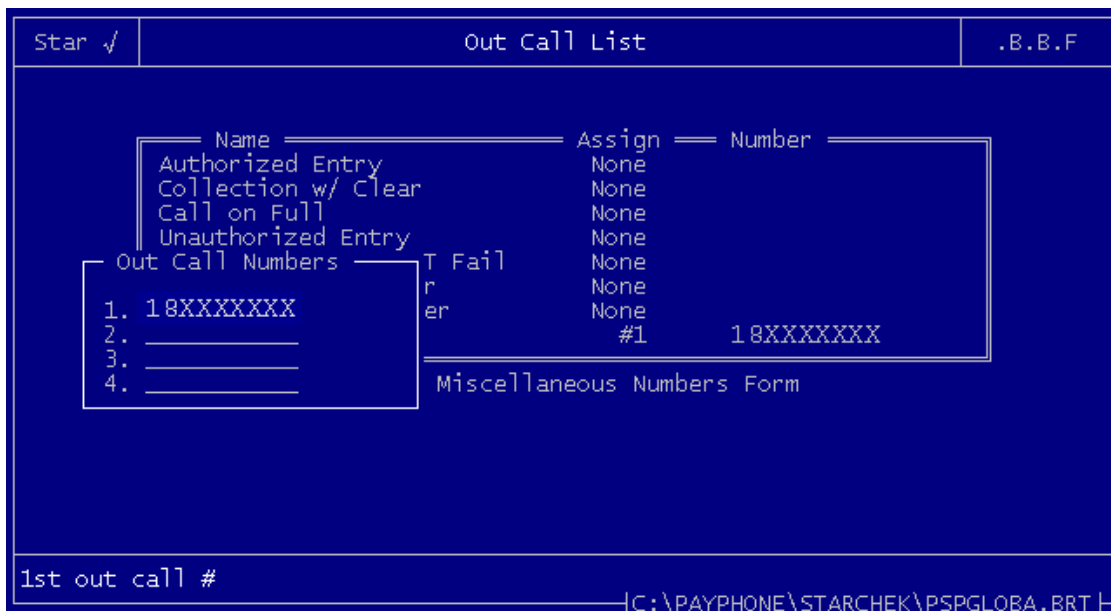 Star √ Out Call List .B.B.F
Name Assign Number
Authorized Entry None
Collection w/ Clear None
Call on Full None
Unauthorized Entry None
Out Call Numbers T Fail None
r None
1. 18XXXXXXX er None
2. #1 18XXXXXXX
3.
4. Miscellaneous Numbers Form
1st out call #
C:\PAYPHONE\STARCHEK\PSPGLOBA.BRT